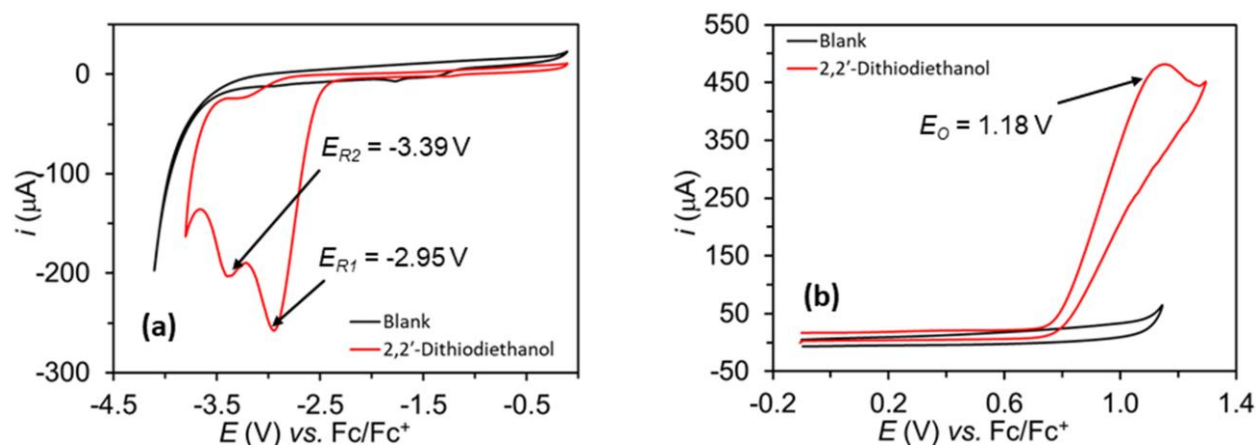 0
-100
-200
-300
i (μA)
E_R2 = -3.39 V
E_R1 = -2.95 V
(a)
Blank
2,2'-Dithiodiethanol
-4.5 -3.5 -2.5 -1.5 -0.5
E (V) vs. Fc/Fc⁺
550
450
350
250
150
50
-50
i (μA)
Blank
2,2'-Dithiodiethanol
E_O = 1.18 V
(b)
-0.2 0.2 0.6 1.0 1.4
E (V) vs. Fc/Fc⁺